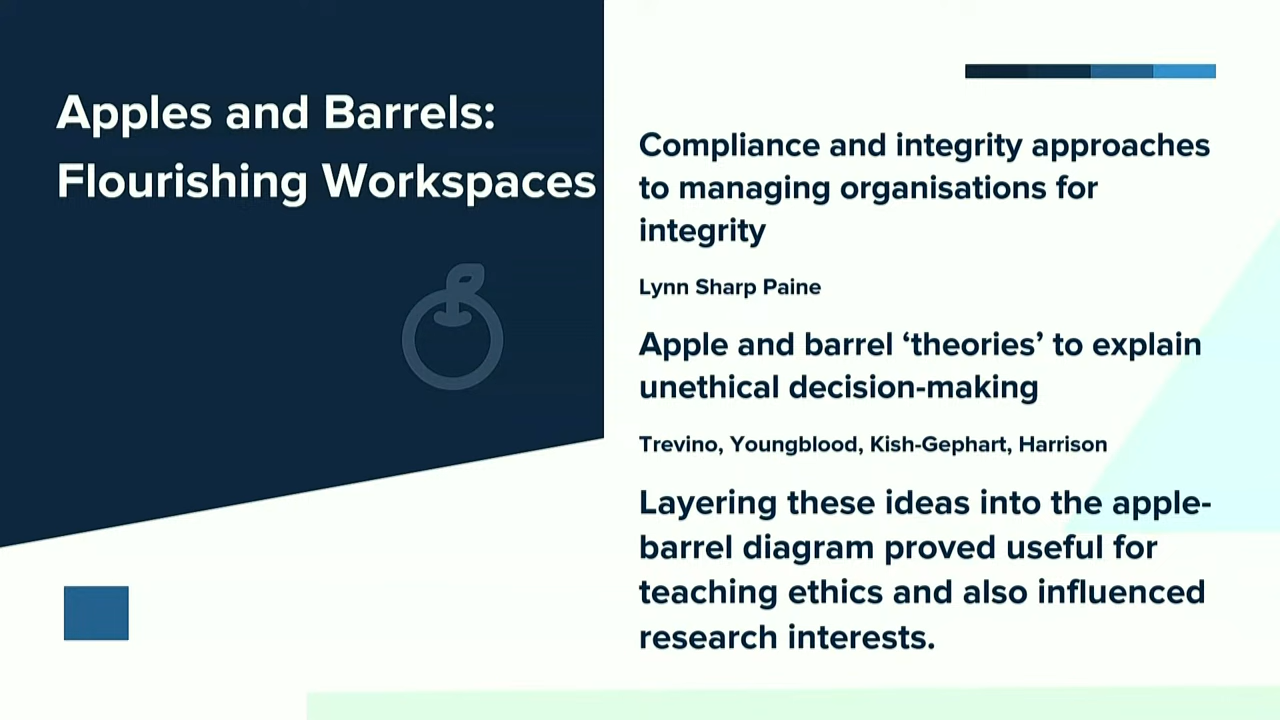 Apples and Barrels:
Flourishing Workspaces
Compliance and integrity approaches
to managing organisations for
integrity
Lynn Sharp Paine
Apple and barrel ‘theories’ to explain
unethical decision-making
Trevino, Youngblood, Kish-Gephart, Harrison
Layering these ideas into the apple-
barrel diagram proved useful for
teaching ethics and also influenced
research interests.